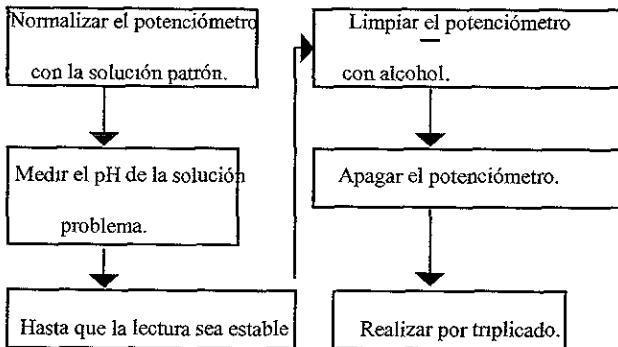 Normalizar el potenciómetro
con la solución patrón.
Medir el pH de la solución
problema.
Hasta que la lectura sea estable
Limpiar el potenciómetro
con alcohol.
Apagar el potenciómetro.
Realizar por triplicado.